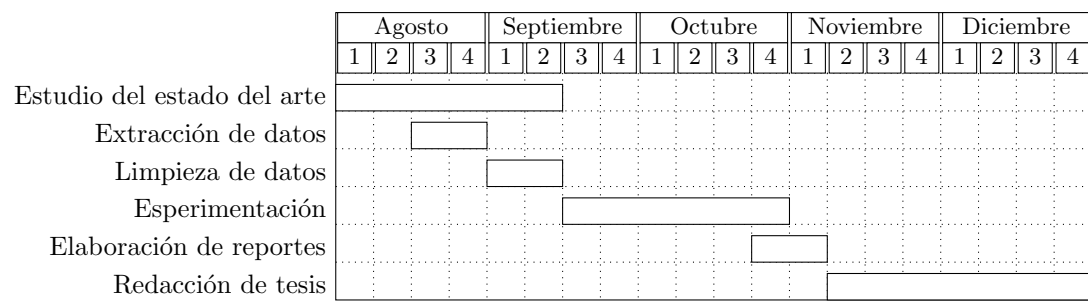 Agosto Septiembre Octubre Noviembre Diciembre
1 2 3 4 1 2 3 4 1 2 3 4 1 2 3 4 1 2 3 4
Estudio del estado del arte
Extracción de datos
Limpieza de datos
Esperimentación
Elaboración de reportes
Redacción de tesis